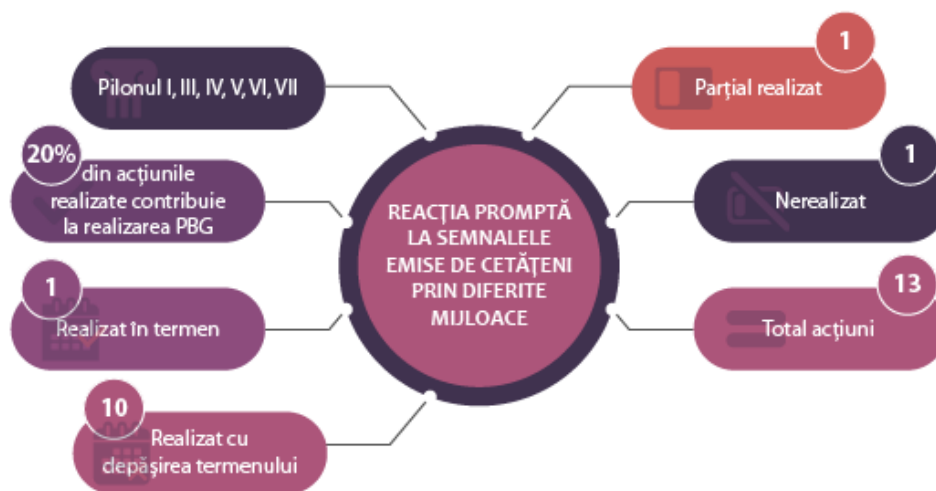 Pilonul I, III, IV, V, VI, VII
20%
din acțiunile
realizate contribuie
la realizarea PBG
1
Realizat în termen
10
Realizat cu
depășirea termenului
REACȚIA PROMPTĂ
LA SEMNALELE
EMISE DE CETĂȚENI
PRIN DIFERITE
MIJLOACE
1
Parțial realizat
1
Nerealizat
13
Total acțiuni